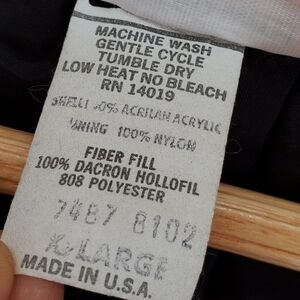 MACHINE WASH
GENTLE CYCLE
TUMBLE DRY
LOW HEAT NO BLEACH
RN 14019
ACRILAN ACRYLIC
100% NYLON
FIBER FILL
100% DACRON HOLLOFIL
808 POLYESTER
7487 8102
X-LARGE
MADE IN U.S.A.